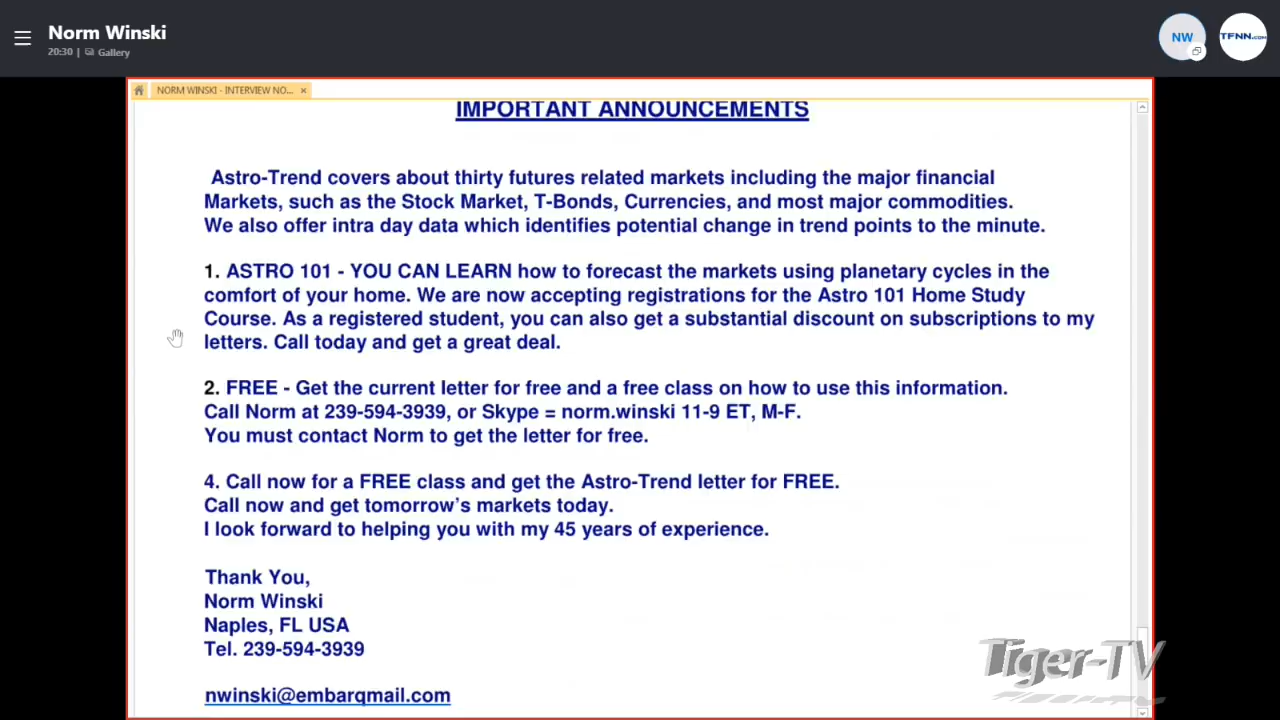 Norm Winski
20:30 | Gallery
NW
TFNN.com
NORM WINSKI - INTERVIEW NO... ×
IMPORTANT ANNOUNCEMENTS
Astro-Trend covers about thirty futures related markets including the major financial
Markets, such as the Stock Market, T-Bonds, Currencies, and most major commodities.
We also offer intra day data which identifies potential change in trend points to the minute.
1. ASTRO 101 - YOU CAN LEARN how to forecast the markets using planetary cycles in the
comfort of your home. We are now accepting registrations for the Astro 101 Home Study
Course. As a registered student, you can also get a substantial discount on subscriptions to my
letters. Call today and get a great deal.
2. FREE - Get the current letter for free and a free class on how to use this information.
Call Norm at 239-594-3939, or Skype = norm.winski 11-9 ET, M-F.
You must contact Norm to get the letter for free.
4. Call now for a FREE class and get the Astro-Trend letter for FREE.
Call now and get tomorrow's markets today.
I look forward to helping you with my 45 years of experience.
Thank You,
Norm Winski
Naples, FL USA
Tel. 239-594-3939
nwinski@embarqmail.com
Tiger-TV